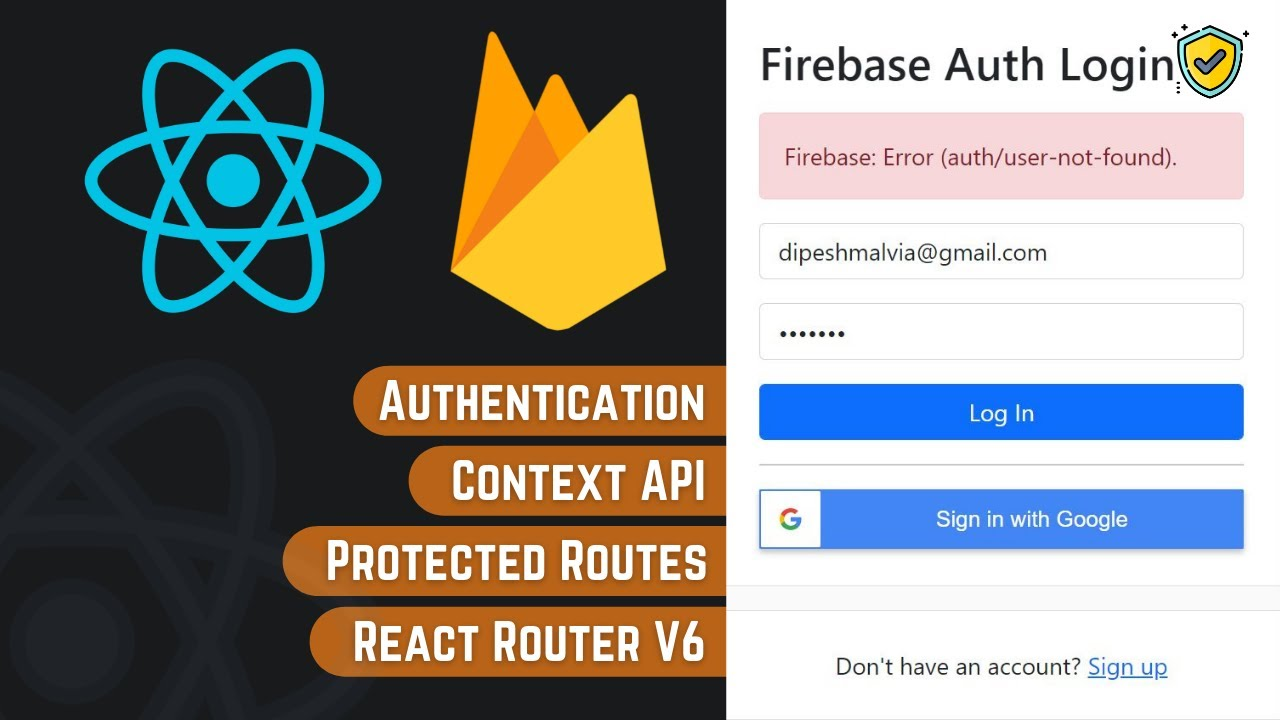 Authentication
Context API
Protected Routes
React Router V6
Firebase Auth Login
Firebase: Error (auth/user-not-found).
dipeshmalvia@gmail.com
•••••••
Log In
Sign in with Google
Don't have an account? Sign up